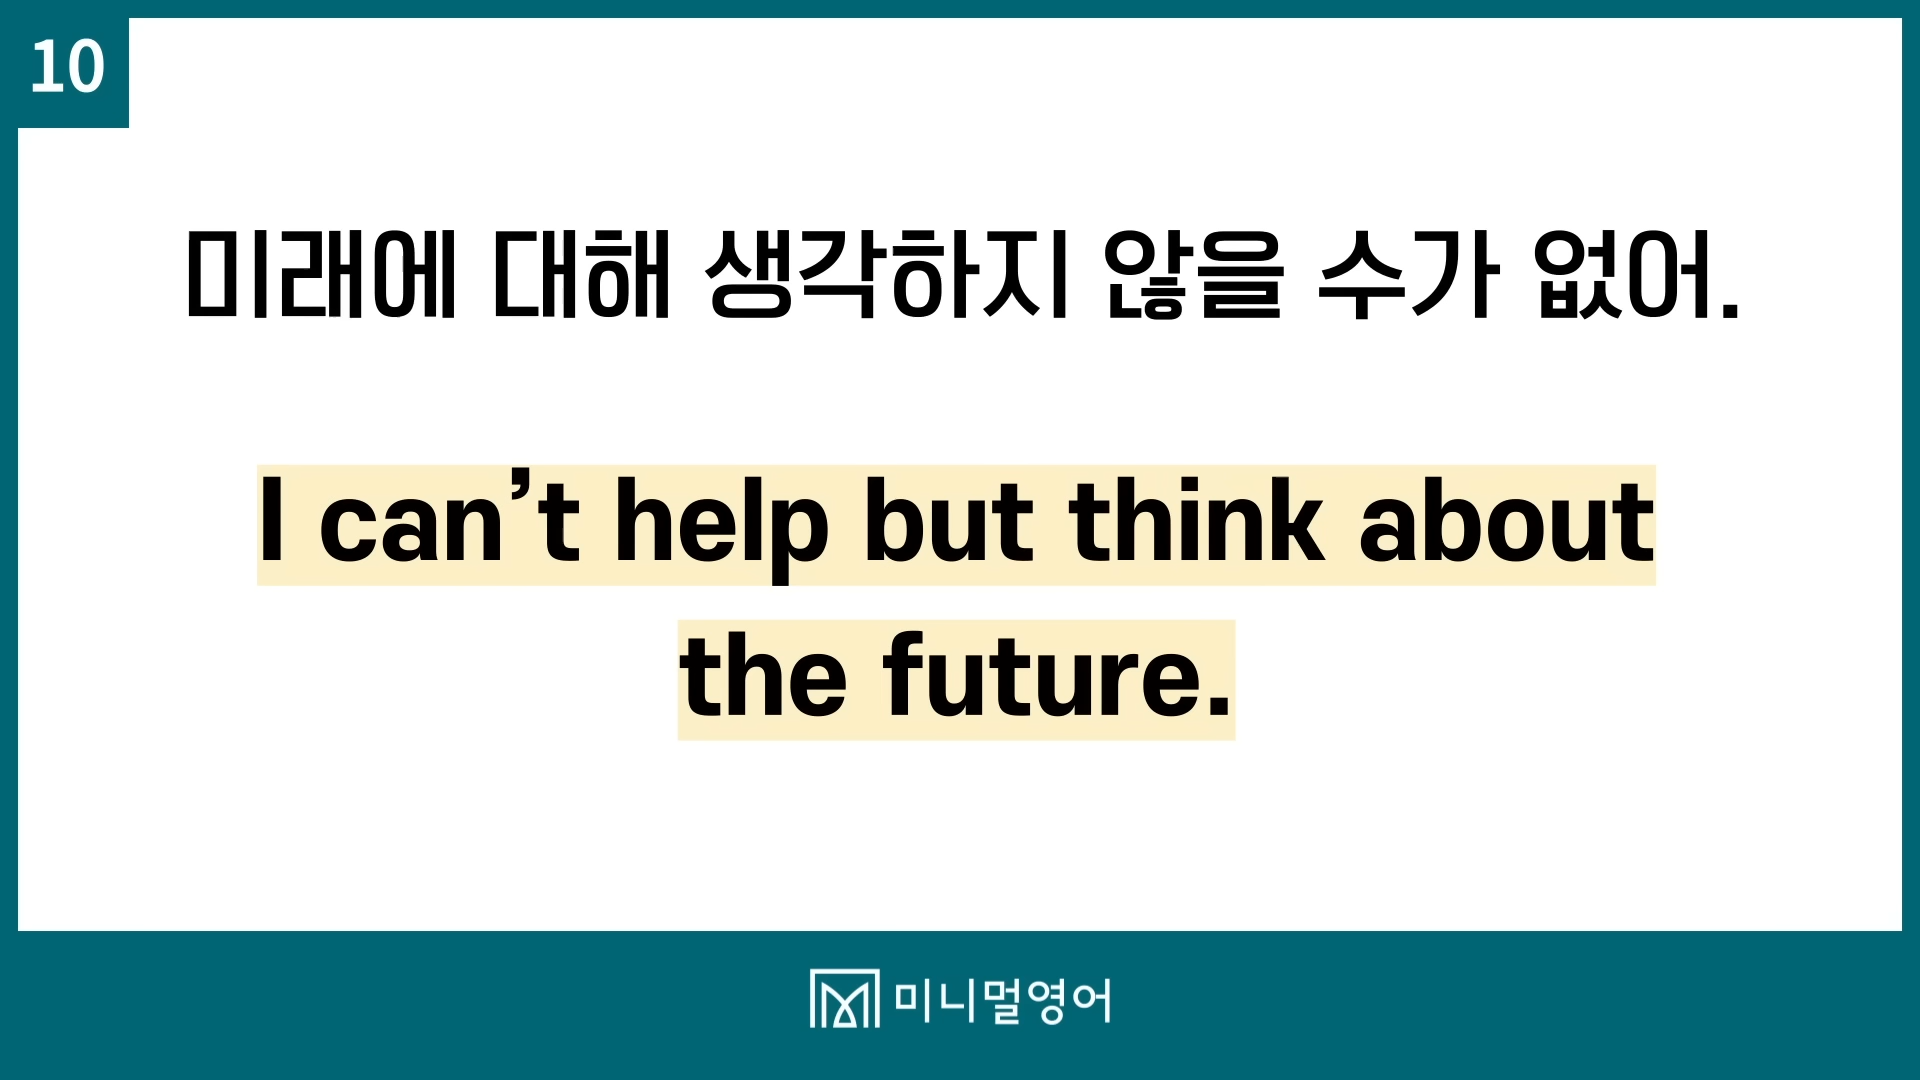 10
미래에 대해 생각하지 않을 수가 없어.
I can’t help but think about
the future.
미니멀영어